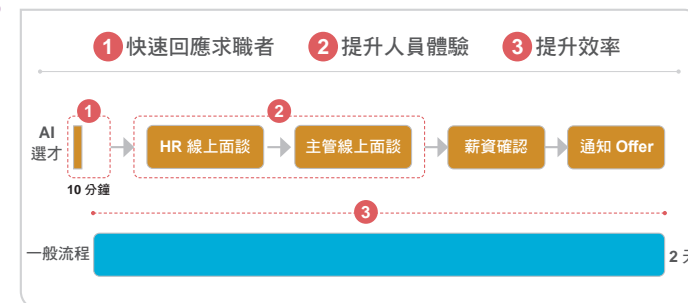 1 快速回應求職者 2 提升人員體驗 3 提升效率
1 2
AI
選才
HR 線上面談 主管線上面談 薪資確認 通知 Offer
10 分鐘
3
一般流程 2 天